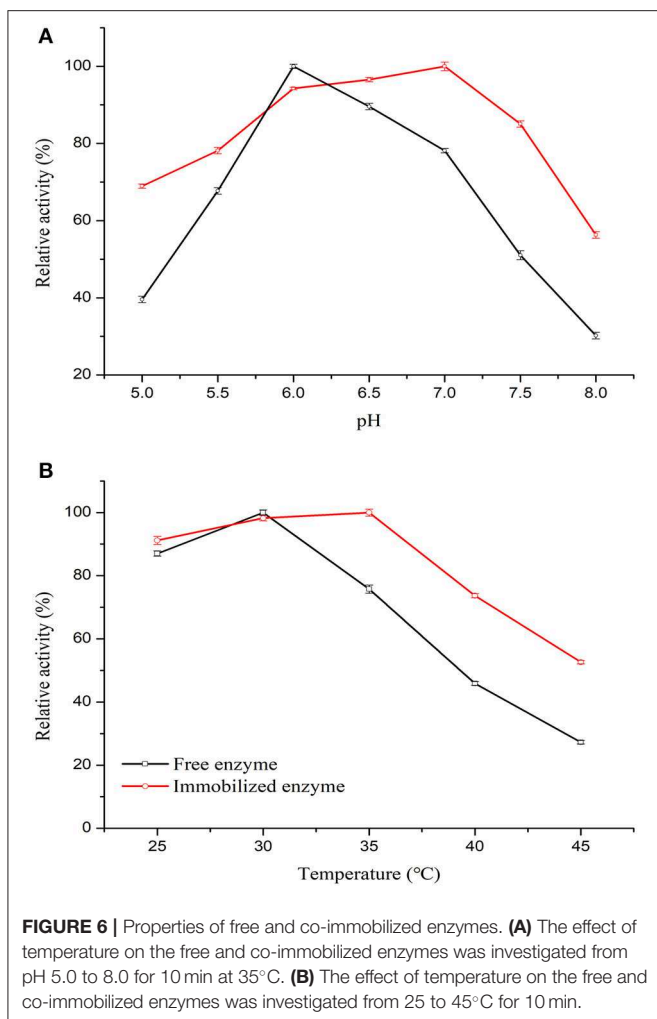 A
Relative activity (%)
100
80
60
40
20
5.0 5.5 6.0 6.5 7.0 7.5 8.0
pH
B
Relative activity (%)
100
80
60
40
20
0
Free enzyme
Immobilized enzyme
25 30 35 40 45
Temperature (°C)
FIGURE 6 | Properties of free and co-immobilized enzymes. (A) The effect of
temperature on the free and co-immobilized enzymes was investigated from
pH 5.0 to 8.0 for 10 min at 35°C. (B) The effect of temperature on the free and
co-immobilized enzymes was investigated from 25 to 45°C for 10 min.